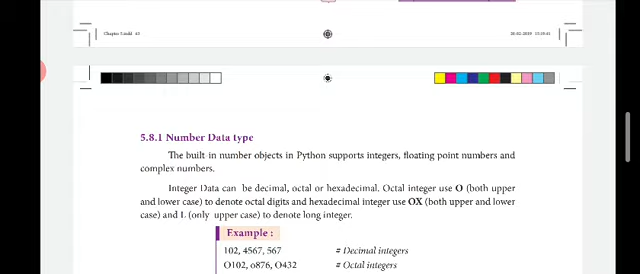 Chapter 5.indd 63
20-02-2019 15:19:41
5.8.1 Number Data type
The built in number objects in Python supports integers, floating point numbers and
complex numbers.
Integer Data can be decimal, octal or hexadecimal. Octal integer use O (both upper
and lower case) to denote octal digits and hexadecimal integer use OX (both upper and lower
case) and L (only upper case) to denote long integer.
Example :
102, 4567, 567 # Decimal integers
O102, o876, O432 # Octal integers